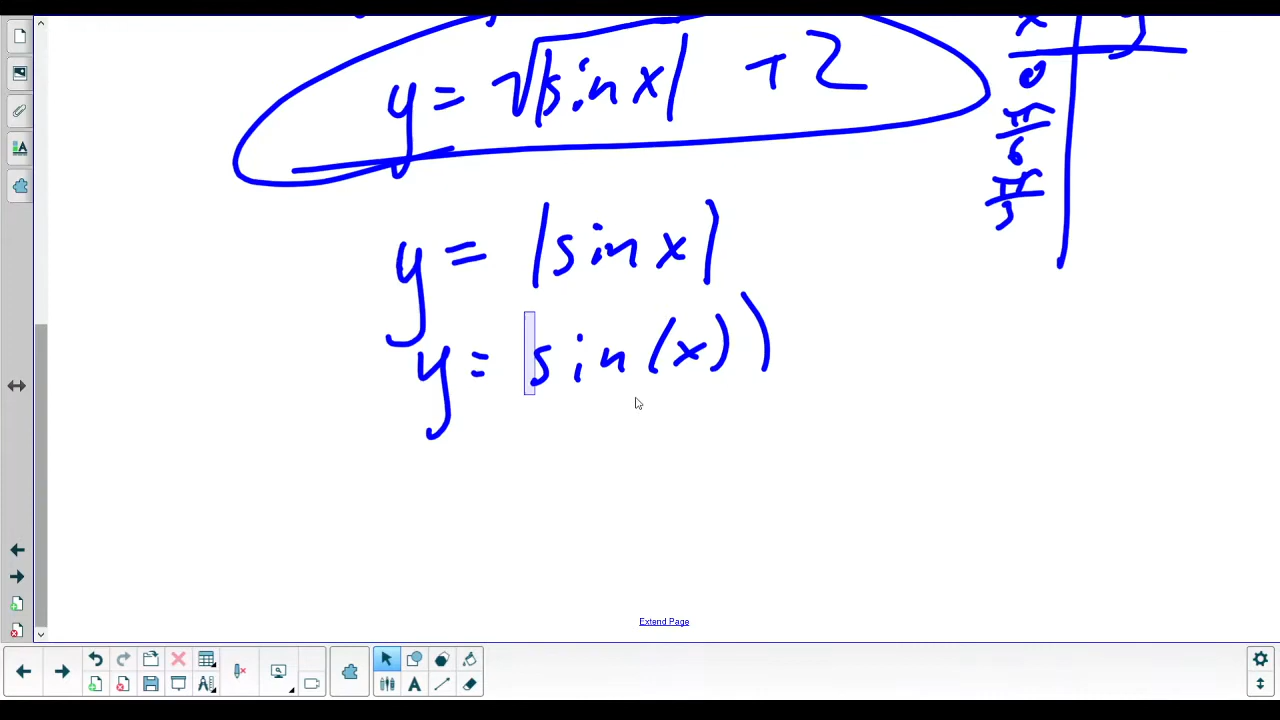 y = √|sin x| + 2
x | y
0
π/6
π/3
y = |sin x|
y = sin(x))
Extend Page